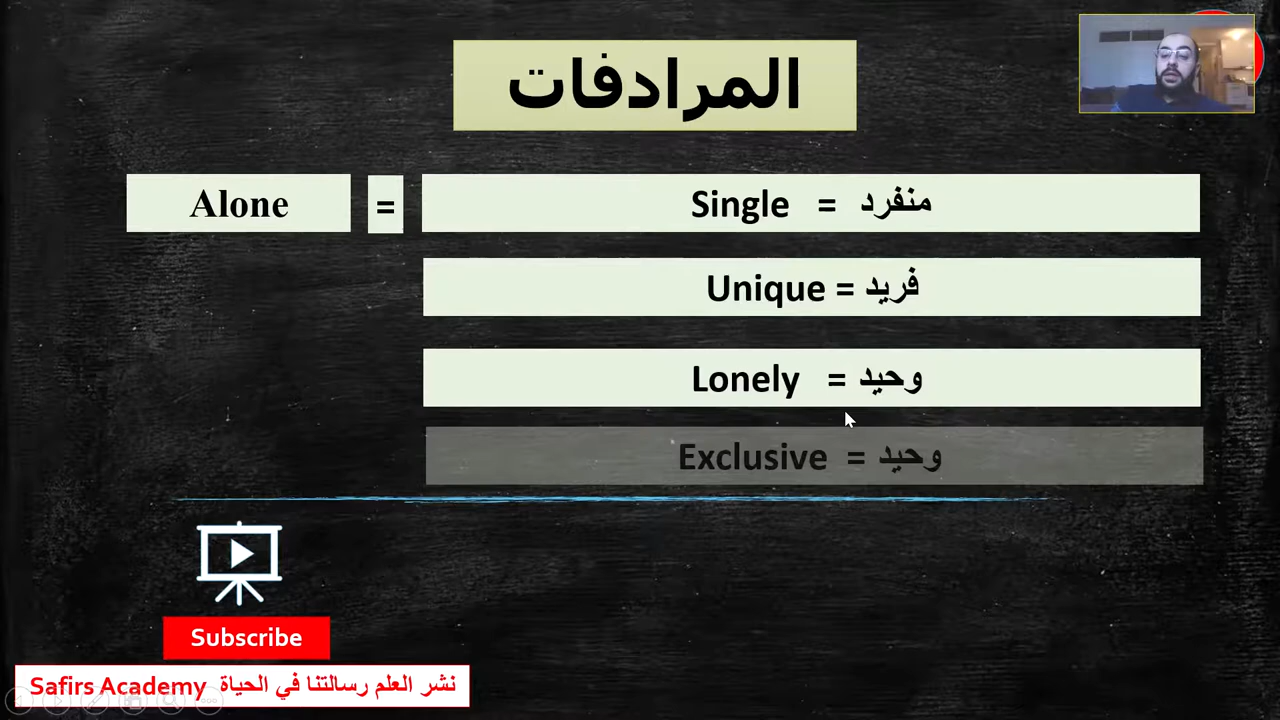 المرادفات
Alone = Single = منفرد
Unique = فريد
Lonely = وحيد
Exclusive = وحيد
Subscribe
Safirs Academy نشر العلم رسالتنا في الحياة